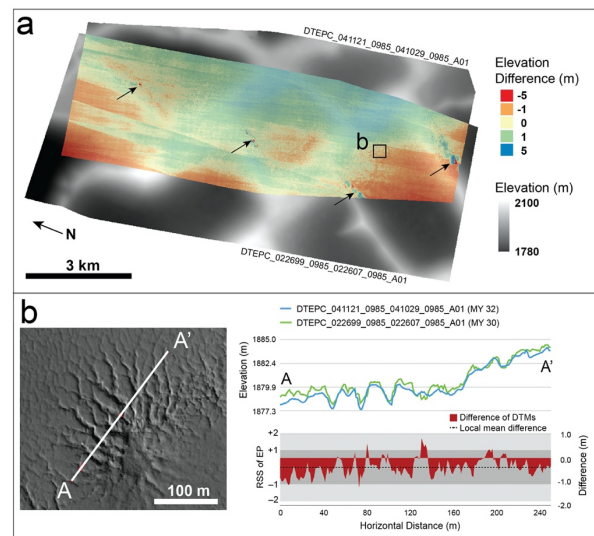 a
DTEPC_041121_0985_041029_0985_A01
Elevation
Difference (m)
-5
-1
0
1
5
b
Elevation (m)
2100
1780
N
3 km
DTEPC_022699_0985_022607_0985_A01
b
DTEPC_041121_0985_041029_0985_A01 (MY 32)
DTEPC_022699_0985_022607_0985_A01 (MY 30)
A'
A
100 m
Elevation (m)
1885.0
1882.4
1879.9
1877.3
A
A'
Difference of DTMs
Local mean difference
RSS of EP
+2
+1
−1
−2
1.0
0.0
-1.0
-2.0
Difference (m)
0 40 80 120 160 200 240
Horizontal Distance (m)